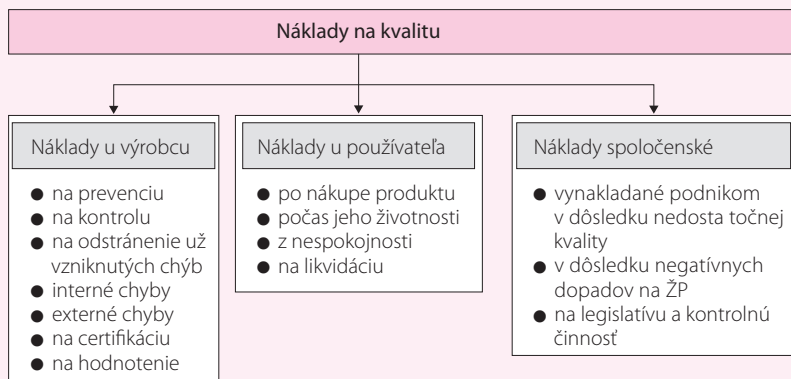 Náklady na kvalitu
Náklady u výrobcu
● na prevenciu
● na kontrolu
● na odstránenie už
vzniknutých chýb
● interné chyby
● externé chyby
● na certifikáciu
● na hodnotenie
Náklady u používateľa
● po nákupe produktu
● počas jeho životnosti
● z nespokojnosti
● na likvidáciu
Náklady spoločenské
● vynakladané podnikom
v dôsledku nedosta točnej
kvality
● v dôsledku negatívnych
dopadov na ŽP
● na legislatívu a kontrolnú
činnosť